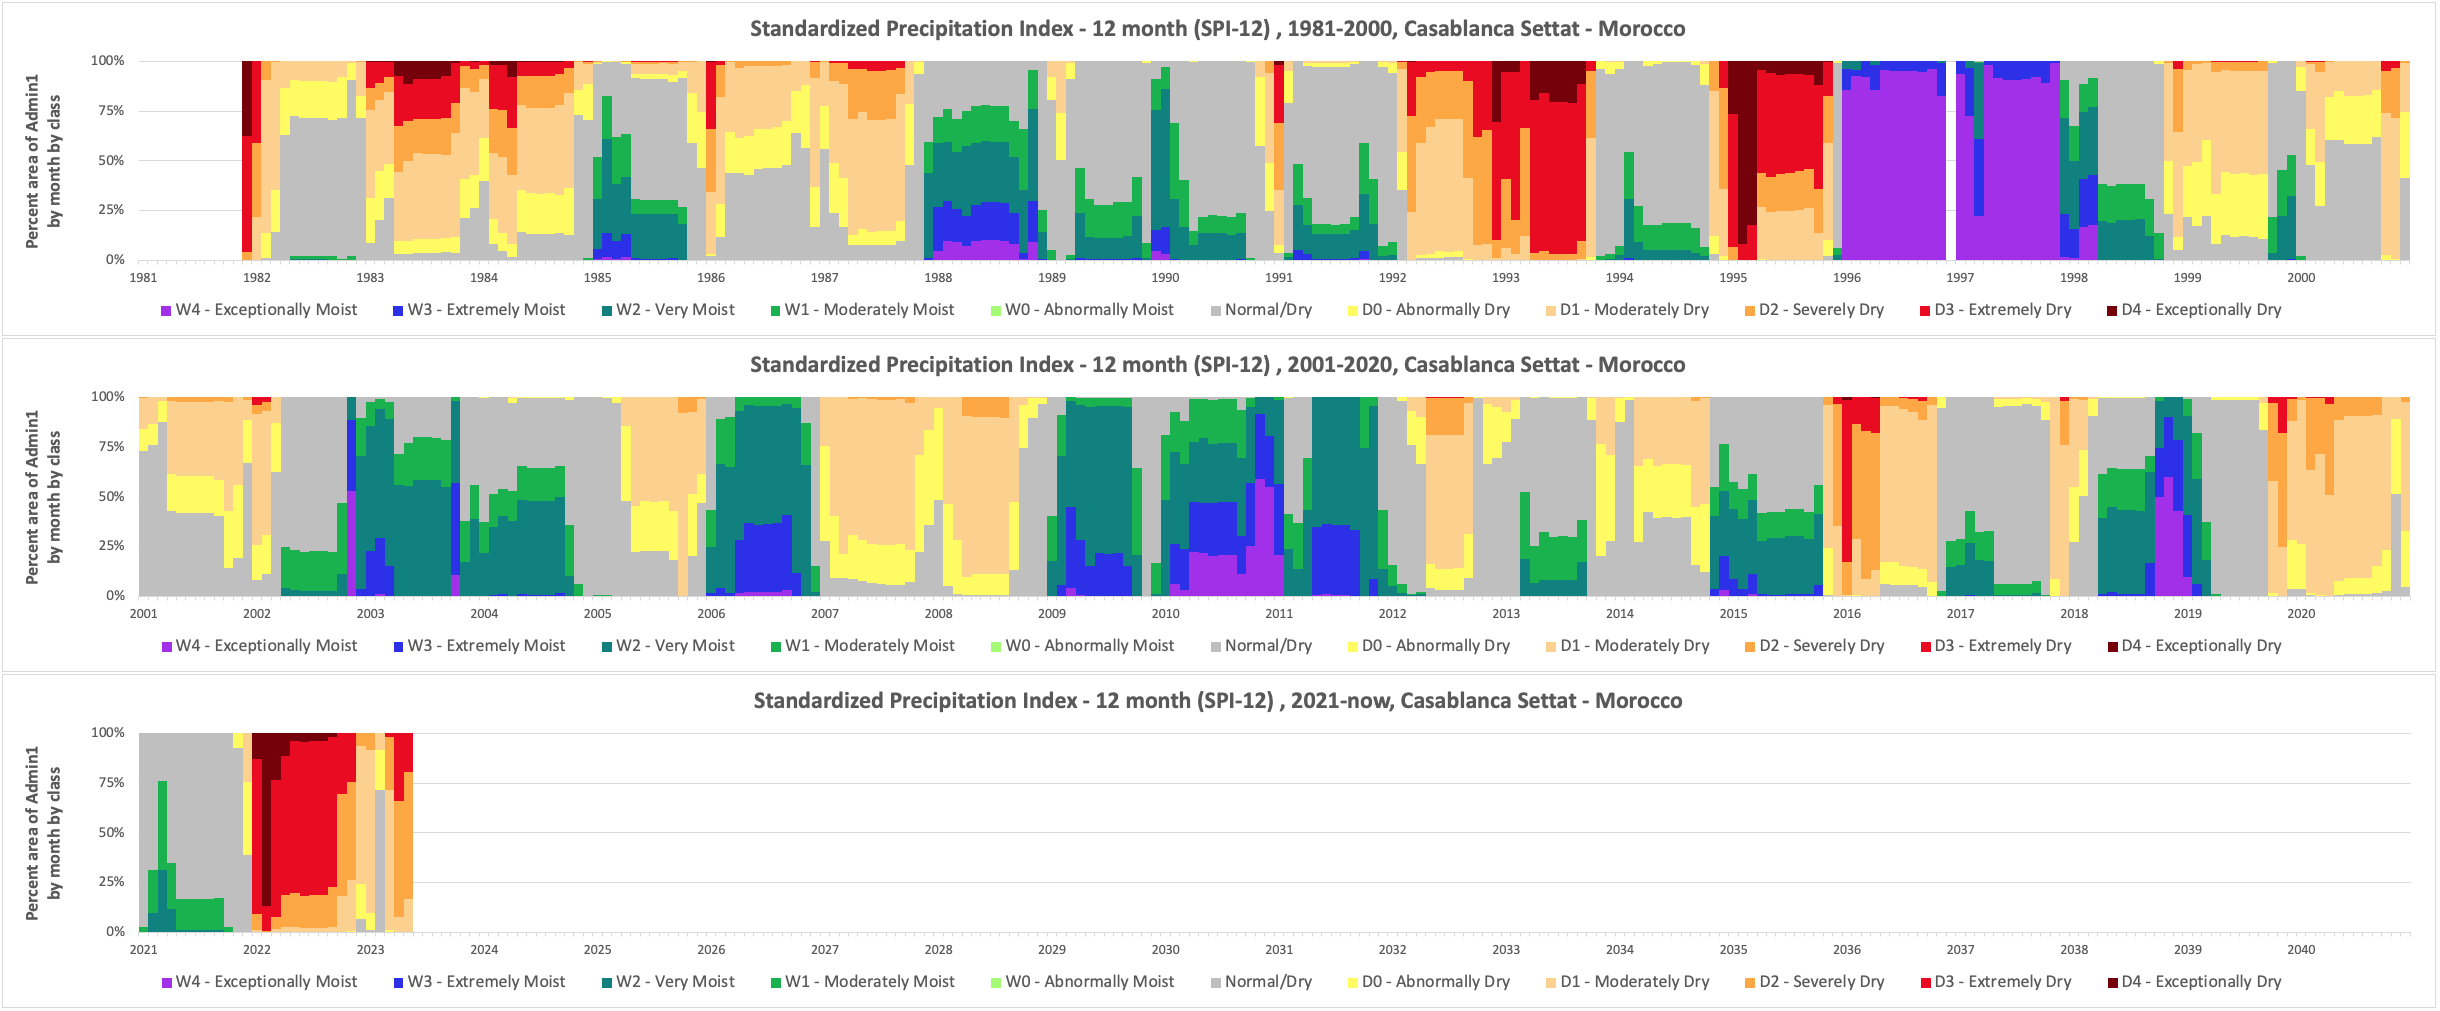 Standardized Precipitation Index - 12 month (SPI-12) , 1981-2000, Casablanca Settat - Morocco
Percent area of Admin1
by month by class
100%
75%
50%
25%
0%
1981 1982 1983 1984 1985 1986 1987 1988 1989 1990 1991 1992 1993 1994 1995 1996 1997 1998 1999 2000
W4 - Exceptionally Moist W3 - Extremely Moist W2 - Very Moist W1 - Moderately Moist W0 - Abnormally Moist Normal/Dry D0 - Abnormally Dry D1 - Moderately Dry D2 - Severely Dry D3 - Extremely Dry D4 - Exceptionally Dry
Standardized Precipitation Index - 12 month (SPI-12) , 2001-2020, Casablanca Settat - Morocco
Percent area of Admin1
by month by class
100%
75%
50%
25%
0%
2001 2002 2003 2004 2005 2006 2007 2008 2009 2010 2011 2012 2013 2014 2015 2016 2017 2018 2019 2020
W4 - Exceptionally Moist W3 - Extremely Moist W2 - Very Moist W1 - Moderately Moist W0 - Abnormally Moist Normal/Dry D0 - Abnormally Dry D1 - Moderately Dry D2 - Severely Dry D3 - Extremely Dry D4 - Exceptionally Dry
Standardized Precipitation Index - 12 month (SPI-12) , 2021-now, Casablanca Settat - Morocco
Percent area of Admin1
by month by class
100%
75%
50%
25%
0%
2021 2022 2023 2024 2025 2026 2027 2028 2029 2030 2031 2032 2033 2034 2035 2036 2037 2038 2039 2040
W4 - Exceptionally Moist W3 - Extremely Moist W2 - Very Moist W1 - Moderately Moist W0 - Abnormally Moist Normal/Dry D0 - Abnormally Dry D1 - Moderately Dry D2 - Severely Dry D3 - Extremely Dry D4 - Exceptionally Dry